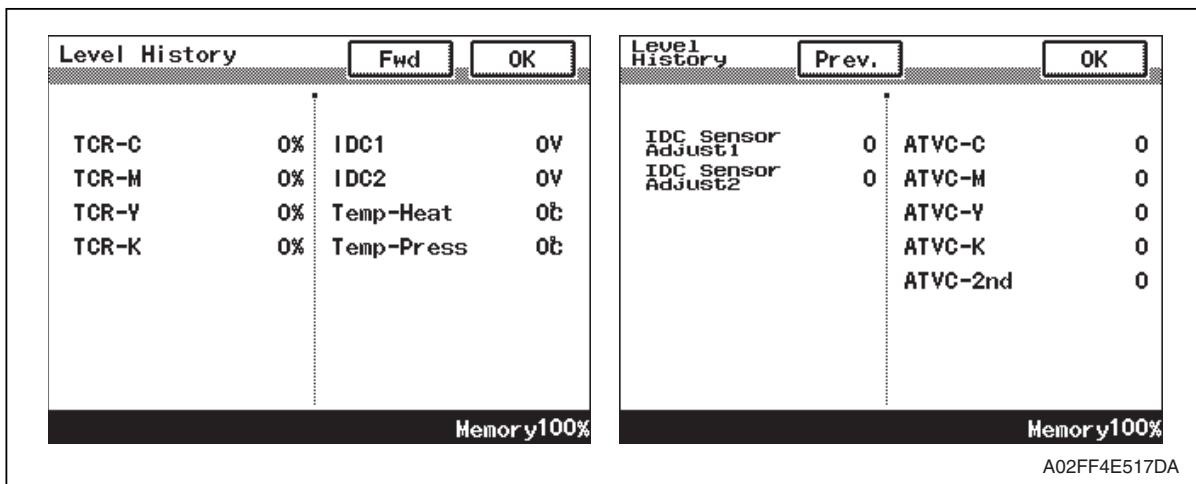 Level History Fwd OK
TCR-C 0%
TCR-M 0%
TCR-Y 0%
TCR-K 0%
IDC1 0V
IDC2 0V
Temp-Heat 0℃
Temp-Press 0℃
Memory100%
Level
History
Prev. OK
IDC Sensor
Adjust1 0
IDC Sensor
Adjust2 0
ATVC-C 0
ATVC-M 0
ATVC-Y 0
ATVC-K 0
ATVC-2nd 0
Memory100%
A02FF4E517DA